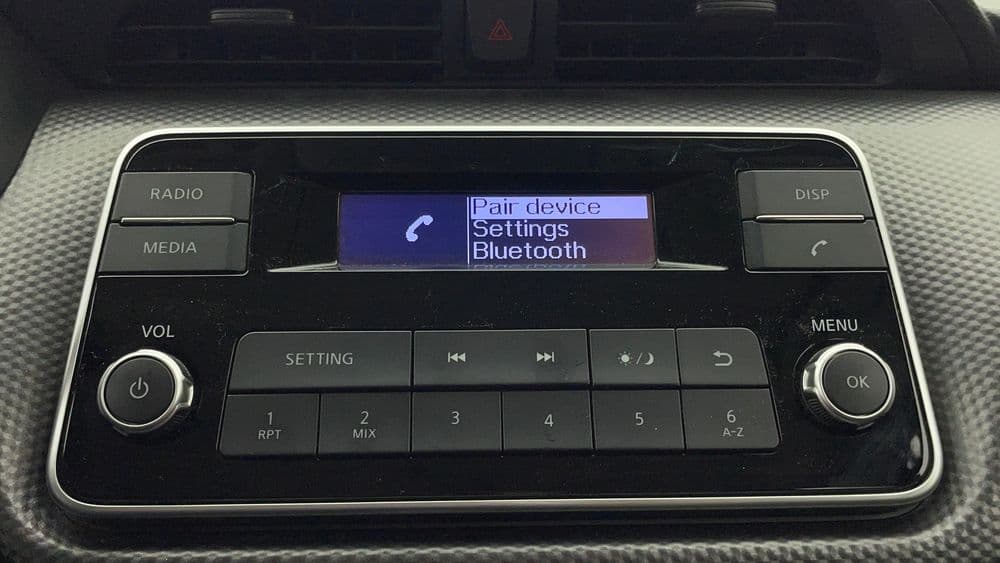 RADIO
MEDIA
Pair device
Settings
Bluetooth
DISP
VOL
MENU
SETTING
OK
1
RPT
2
MIX
3
4
5
6
A-Z